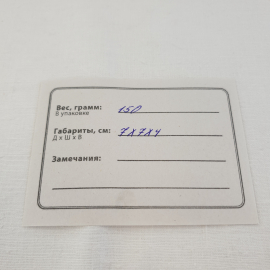 Вес, грамм: 150
В упаковке
Габариты, см: 7x7x4
Д x Ш x В
Замечания: